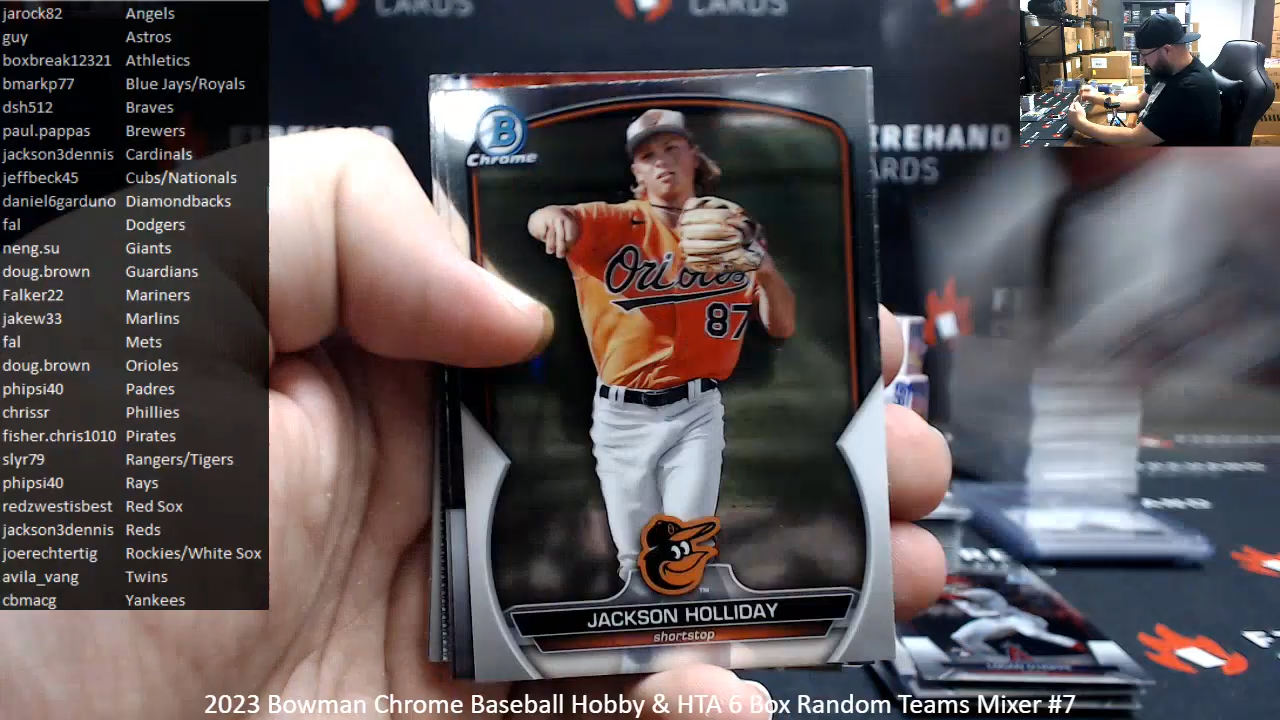 jarock82 Angels
guy Astros
boxbreak12321 Athletics
bmarkp77 Blue Jays/Royals
dsh512 Braves
paul.pappas Brewers
jackson3dennis Cardinals
jeffbeck45 Cubs/Nationals
daniel6garduno Diamondbacks
fal Dodgers
neng.su Giants
doug.brown Guardians
Falker22 Mariners
jakew33 Marlins
fal Mets
doug.brown Orioles
phipsi40 Padres
chrissr Phillies
fisher.chris1010 Pirates
slyr79 Rangers/Tigers
phipsi40 Rays
redzwestisbest Red Sox
jackson3dennis Reds
joerechtertig Rockies/White Sox
avila_vang Twins
cbmacg Yankees
CARDS
CARDS
FIREHAND
B
Chrome
Orioles
87
JACKSON HOLLIDAY
TM
shortstop
2023 Bowman Chrome Baseball Hobby & HTA 6 Box Random Teams Mixer #7